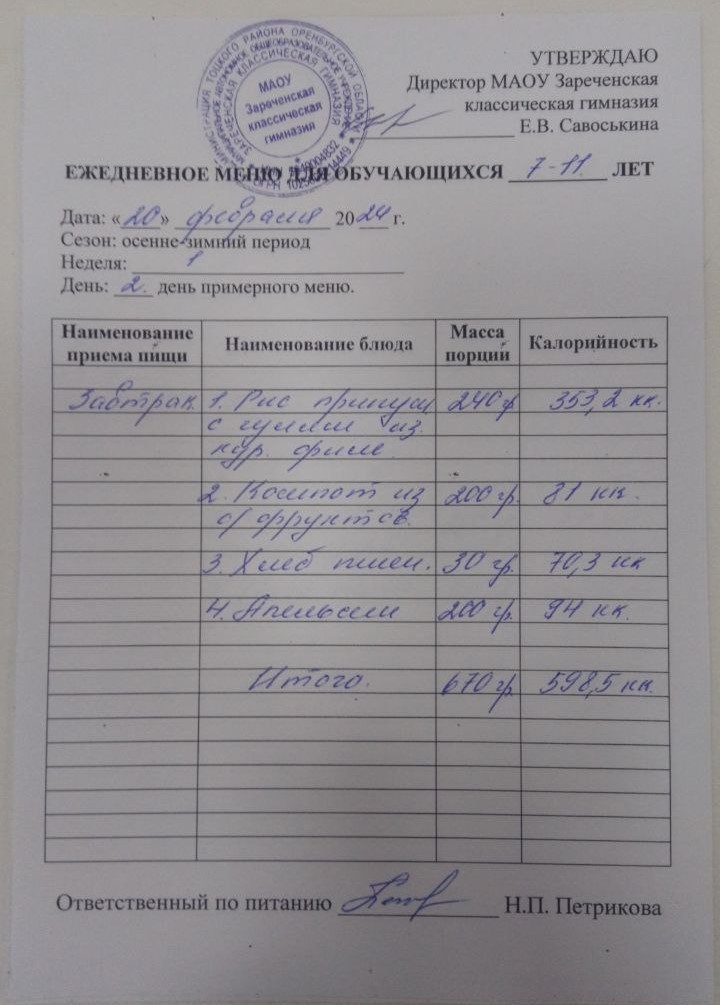 МАОУ
Зареченская
классическая
гимназия
УТВЕРЖДАЮ
Директор МАОУ Зареченская
классическая гимназия
Е.В. Савоськина
ЕЖЕДНЕВНОЕ МЕНЮ ДЛЯ ОБУЧАЮЩИХСЯ 7-11 ЛЕТ
Дата: «20» февраля 2024 г.
Сезон: осенне-зимний период
Неделя: 1
День: 2 день примерного меню.
Наименование приема пищи Наименование блюда Масса порций Калорийность
Завтрак 1. Рис припущ 240 гр 353,2 кк.
с гуляш из
кур. филе
2. Компот из 200 гр. 81 кк.
с/фруктов.
3. Хлеб пшен. 30 гр. 70,3 кк
4. Апельсин 200 гр. 94 кк.
Итого. 670 гр. 598,5 кк.
Ответственный по питанию Н.П. Петрикова